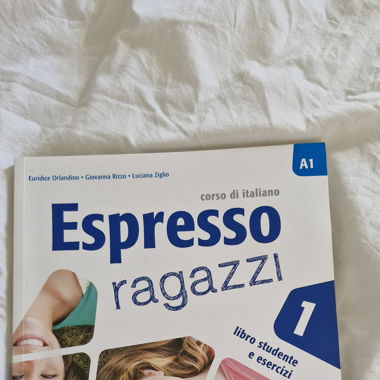 A1
Euridice Orlandino • Giovanna Rizzo • Luciana Ziglio
corso di italiano
Espresso
ragazzi
1
libro studente
e esercizi